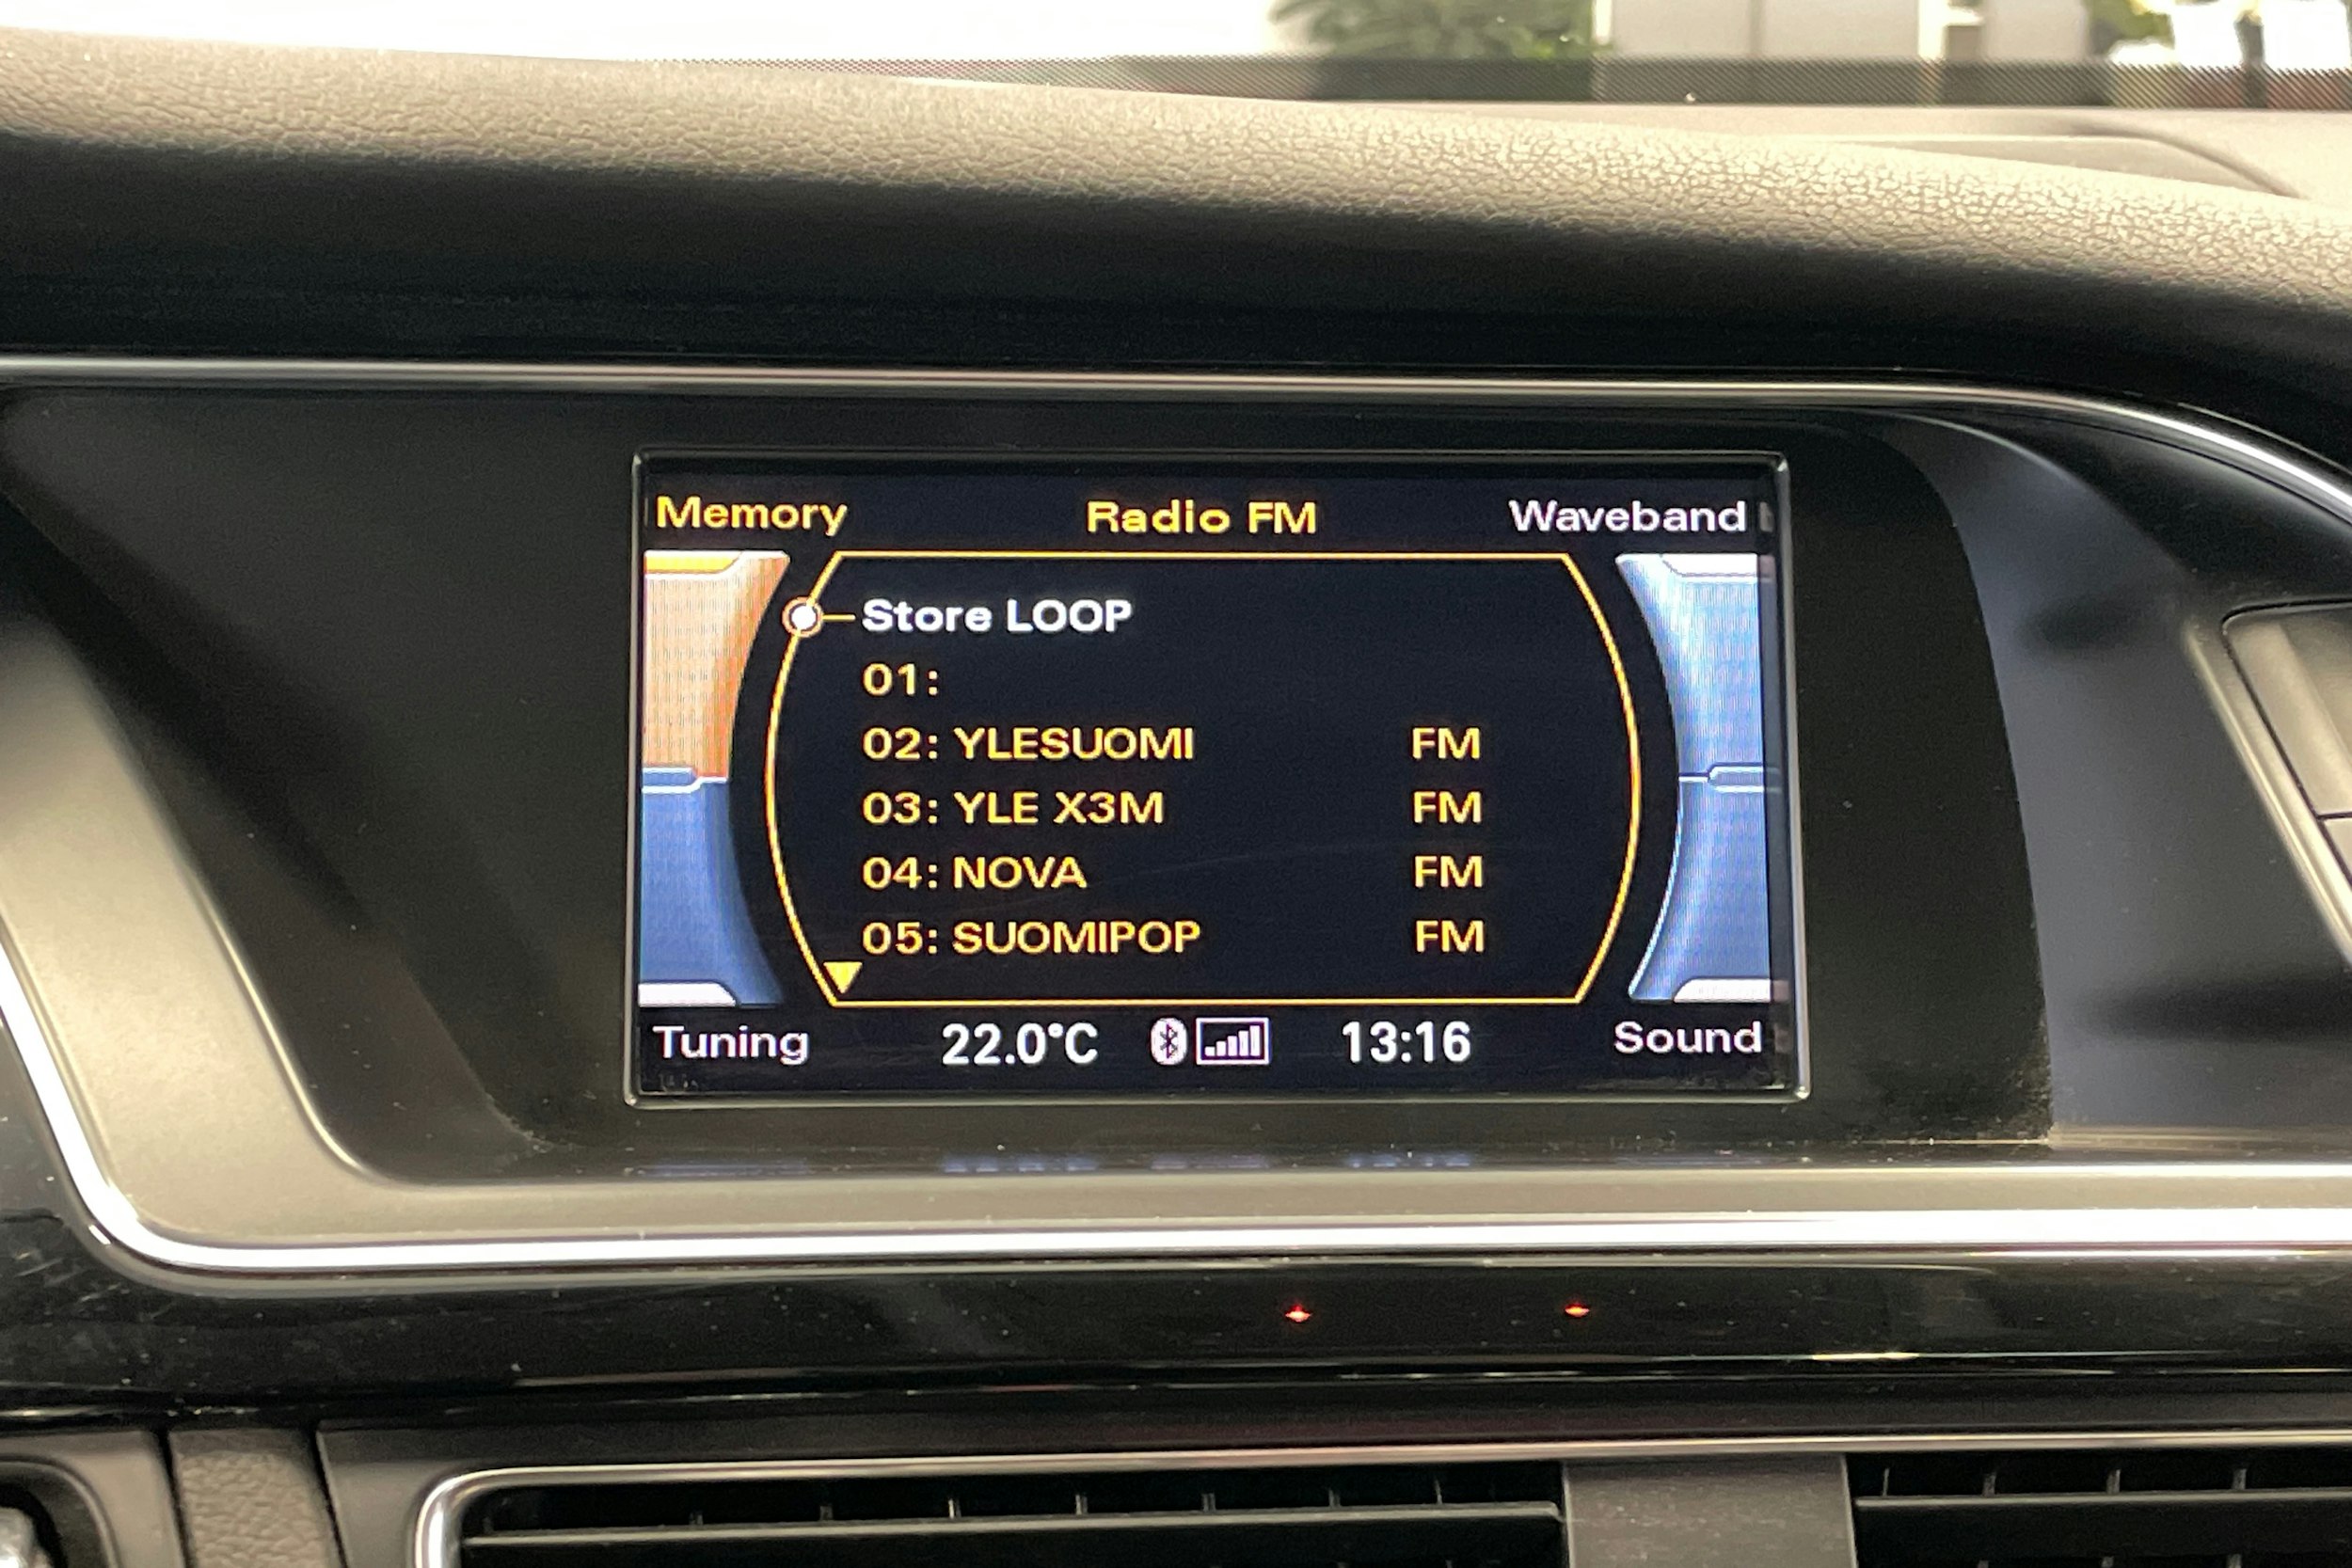 Memory Radio FM Waveband
Store LOOP
01:
02: YLESUOMI FM
03: YLE X3M FM
04: NOVA FM
05: SUOMIPOP FM
Tuning 22.0°C 13:16 Sound